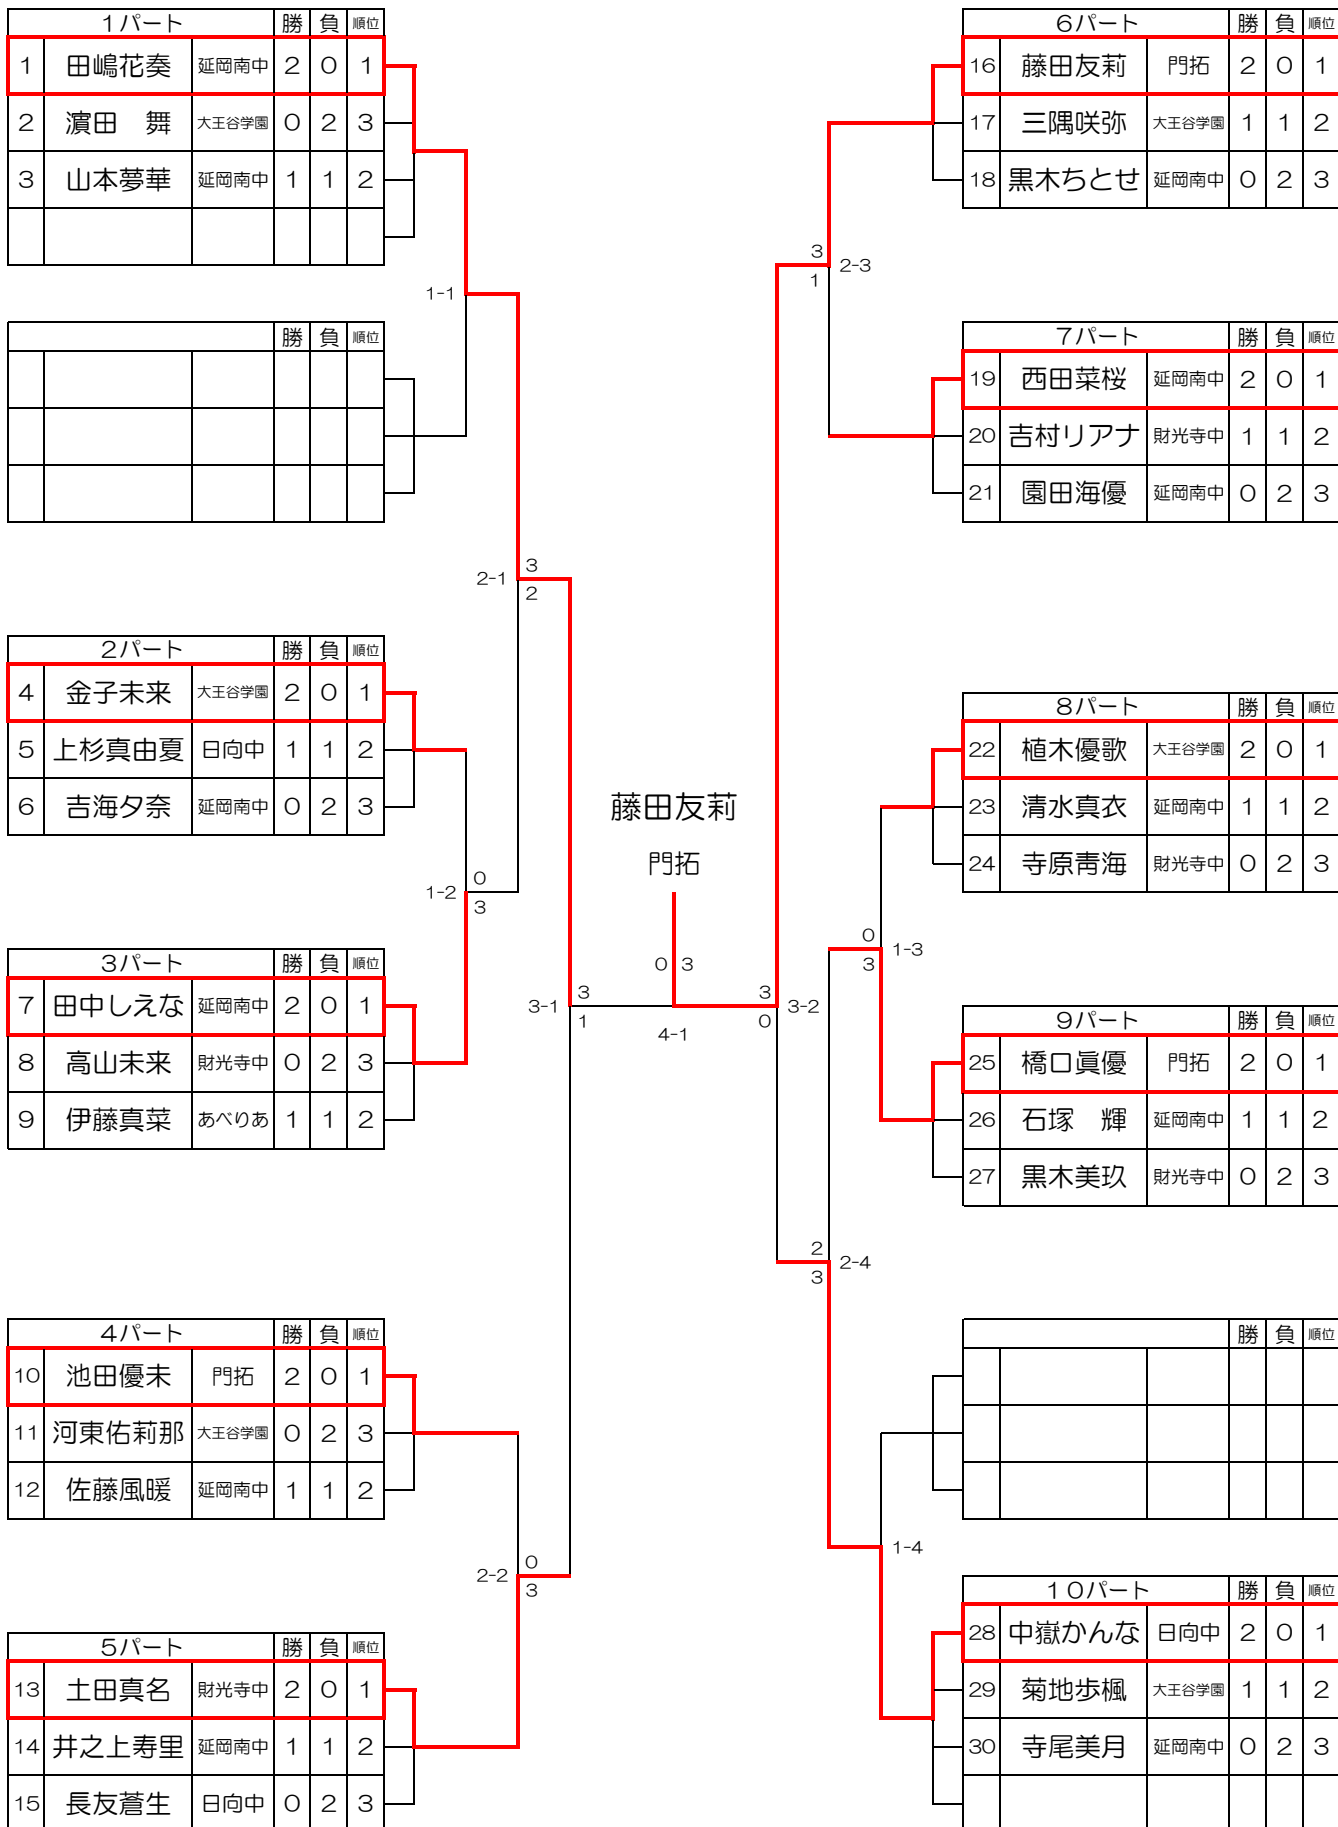 1パート 勝 負 順位
1 田嶋花奏 延岡南中 2 0 1
2 濵田　舞 大王谷学園 0 2 3
3 山本夢華 延岡南中 1 1 2
1-1
勝 負 順位
2-1
3
2
2パート 勝 負 順位
4 金子未来 大王谷学園 2 0 1
5 上杉真由夏 日向中 1 1 2
6 吉海夕奈 延岡南中 0 2 3
1-2
0
3
3パート 勝 負 順位
7 田中しえな 延岡南中 2 0 1
8 高山未来 財光寺中 0 2 3
9 伊藤真菜 あべりあ 1 1 2
3-1
3
1
4パート 勝 負 順位
10 池田優未 門拓 2 0 1
11 河東佑莉那 大王谷学園 0 2 3
12 佐藤風暖 延岡南中 1 1 2
2-2
0
3
5パート 勝 負 順位
13 土田真名 財光寺中 2 0 1
14 井之上寿里 延岡南中 1 1 2
15 長友蒼生 日向中 0 2 3
藤田友莉
門拓
0 3
4-1
6パート 勝 負 順位
16 藤田友莉 門拓 2 0 1
17 三隅咲弥 大王谷学園 1 1 2
18 黒木ちとせ 延岡南中 0 2 3
3
1
2-3
7パート 勝 負 順位
19 西田菜桜 延岡南中 2 0 1
20 吉村リアナ 財光寺中 1 1 2
21 園田海優 延岡南中 0 2 3
8パート 勝 負 順位
22 植木優歌 大王谷学園 2 0 1
23 清水真衣 延岡南中 1 1 2
24 寺原青海 財光寺中 0 2 3
0
3
1-3
3
0
3-2
9パート 勝 負 順位
25 橋口眞優 門拓 2 0 1
26 石塚　輝 延岡南中 1 1 2
27 黒木美玖 財光寺中 0 2 3
2
3
2-4
勝 負 順位
1-4
10パート 勝 負 順位
28 中嶽かんな 日向中 2 0 1
29 菊地歩楓 大王谷学園 1 1 2
30 寺尾美月 延岡南中 0 2 3